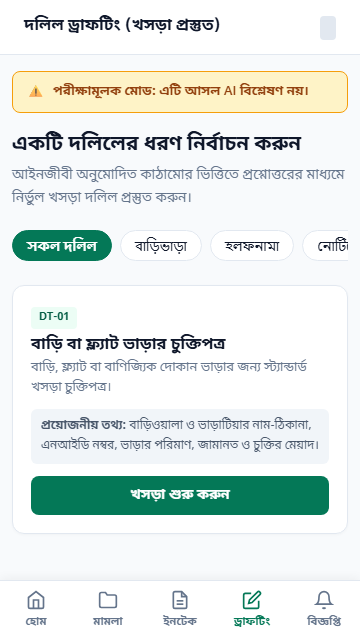 দলিল ড্রাফটিং (খসড়া প্রস্তুত)
পরীক্ষামূলক মোড: এটি আসল AI বিশ্লেষণ নয়।
একটি দলিলের ধরণ নির্বাচন করুন
আইনজীবী অনুমোদিত কাঠামোর ভিত্তিতে প্রশ্নোত্তরের মাধ্যমে
নির্ভুল খসড়া দলিল প্রস্তুত করুন।
সকল দলিল বাড়িভাড়া হলফনামা
DT-01
বাড়ি বা ফ্ল্যাট ভাড়ার চুক্তিপত্র
বাড়ি, ফ্ল্যাট বা বাণিজ্যিক দোকান ভাড়ার জন্য স্ট্যান্ডার্ড
খসড়া চুক্তিপত্র।
প্রয়োজনীয় তথ্য: বাড়িওয়ালা ও ভাড়াটিয়ার নাম-ঠিকানা,
এনআইডি নম্বর, ভাড়ার পরিমাণ, জামানত ও চুক্তির মেয়াদ।
খসড়া শুরু করুন
হোম মামলা ইনটেক ড্রাফটিং বিজ্ঞপ্তি